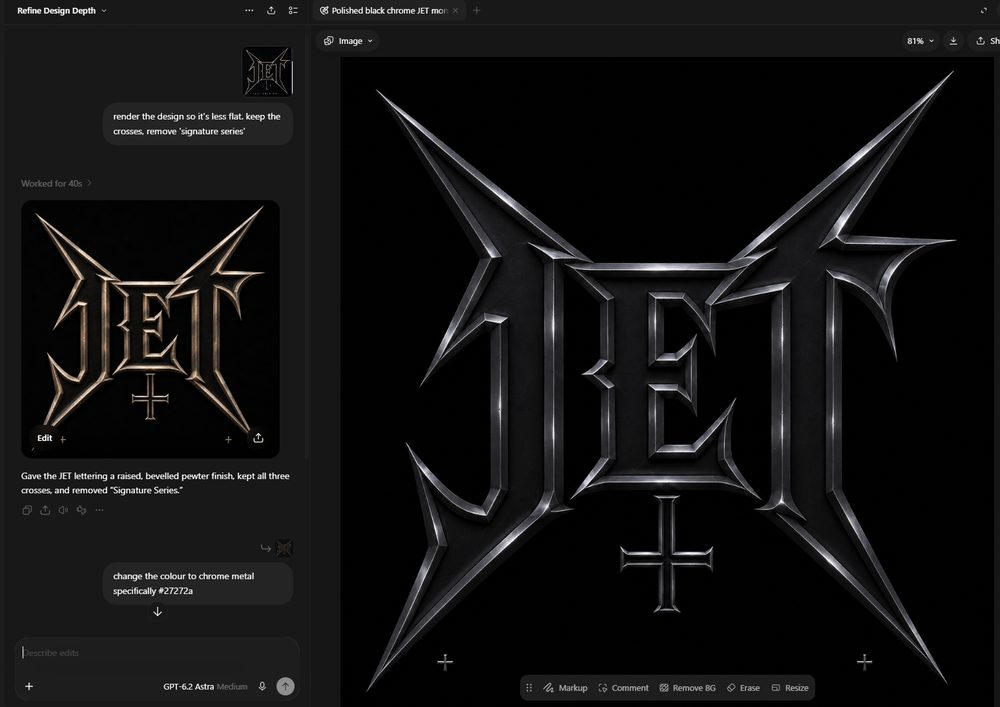 Refine Design Depth
Polished black chrome JET mon
Image
81%
Sh
JET
render the design so it's less flat. keep the
crosses, remove 'signature series'
Worked for 40s
JET
Edit
Gave the JET lettering a raised, bevelled pewter finish, kept all three
crosses, and removed "Signature Series."
change the colour to chrome metal
specifically #27272a
Describe edits
GPT-6.2 Astra Medium
JET
Markup
Comment
Remove BG
Erase
Resize